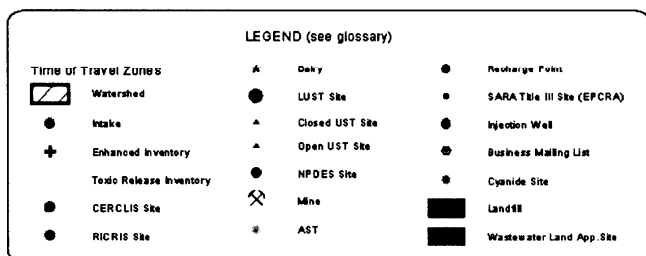 LEGEND (see glossary)
Time of Travel Zones
Watershed
Intake
Enhanced Inventory
Toxic Release Inventory
CERCLIS Site
RICRIS Site
Dairy
LUST Site
Closed UST Site
Open UST Site
NPDES Site
Mine
AST
Recharge Point
SARA Title III Site (EPCRA)
Injection Well
Business Mailing List
Cyanide Site
Landfill
Wastewater Land App. Site